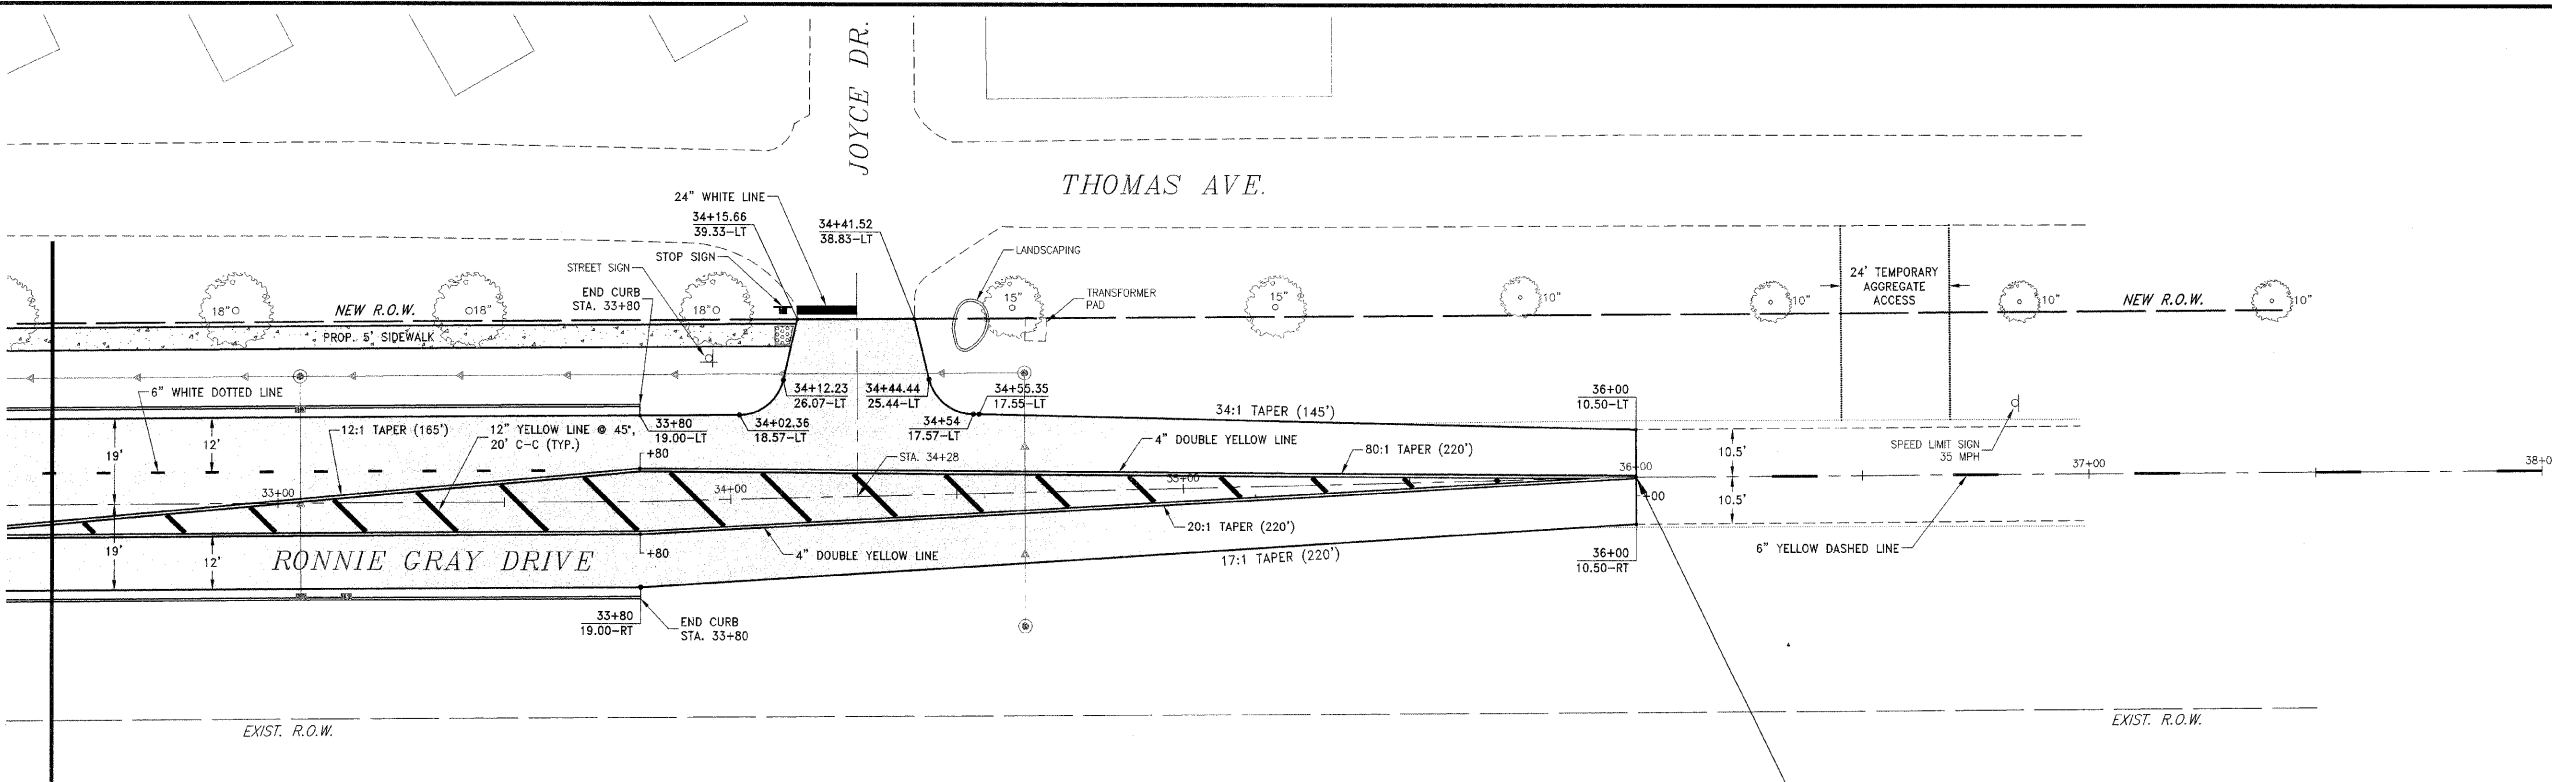 JOYCE DR.
THOMAS AVE.
24" WHITE LINE
34+15.66
39.33-LT
34+41.52
38.83-LT
STOP SIGN
STREET SIGN
LANDSCAPING
END CURB
STA. 33+80
TRANSFORMER
PAD
24' TEMPORARY
AGGREGATE
ACCESS
NEW R.O.W.
NEW R.O.W.
18"
18"
18"
15"
15"
10"
10"
10"
10"
PROP. 5' SIDEWALK
6" WHITE DOTTED LINE
34+12.23
26.07-LT
34+44.44
25.44-LT
34+55.35
17.55-LT
36+00
10.50-LT
34:1 TAPER (145')
12:1 TAPER (165')
12" YELLOW LINE @ 45°,
20' C-C (TYP.)
33+80
19.00-LT
34+02.36
18.57-LT
34+54
17.57-LT
19'
12'
+80
STA. 34+28
4" DOUBLE YELLOW LINE
80:1 TAPER (220')
10.5'
SPEED LIMIT SIGN
35 MPH
33+00
34+00
35+00
36+00
37+00
38+0
+00
10.5'
20:1 TAPER (220')
19'
12'
RONNIE GRAY DRIVE
+80
4" DOUBLE YELLOW LINE
17:1 TAPER (220')
36+00
10.50-RT
6" YELLOW DASHED LINE
33+80
19.00-RT
END CURB
STA. 33+80
EXIST. R.O.W.
EXIST. R.O.W.